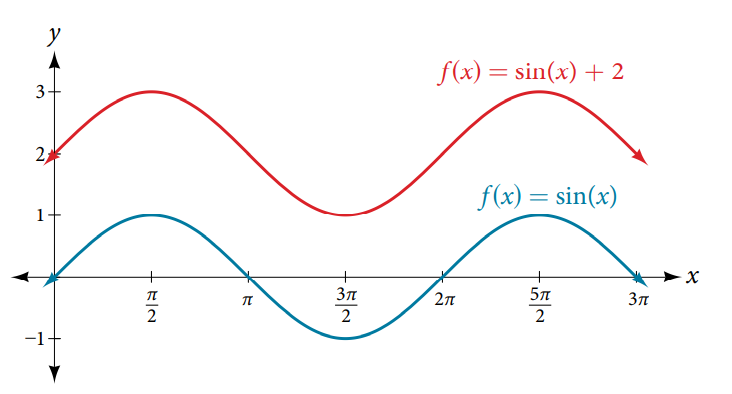 y
f(x) = sin(x) + 2
3
2
f(x) = sin(x)
1
x
π/2
π
3π/2
2π
5π/2
3π
−1